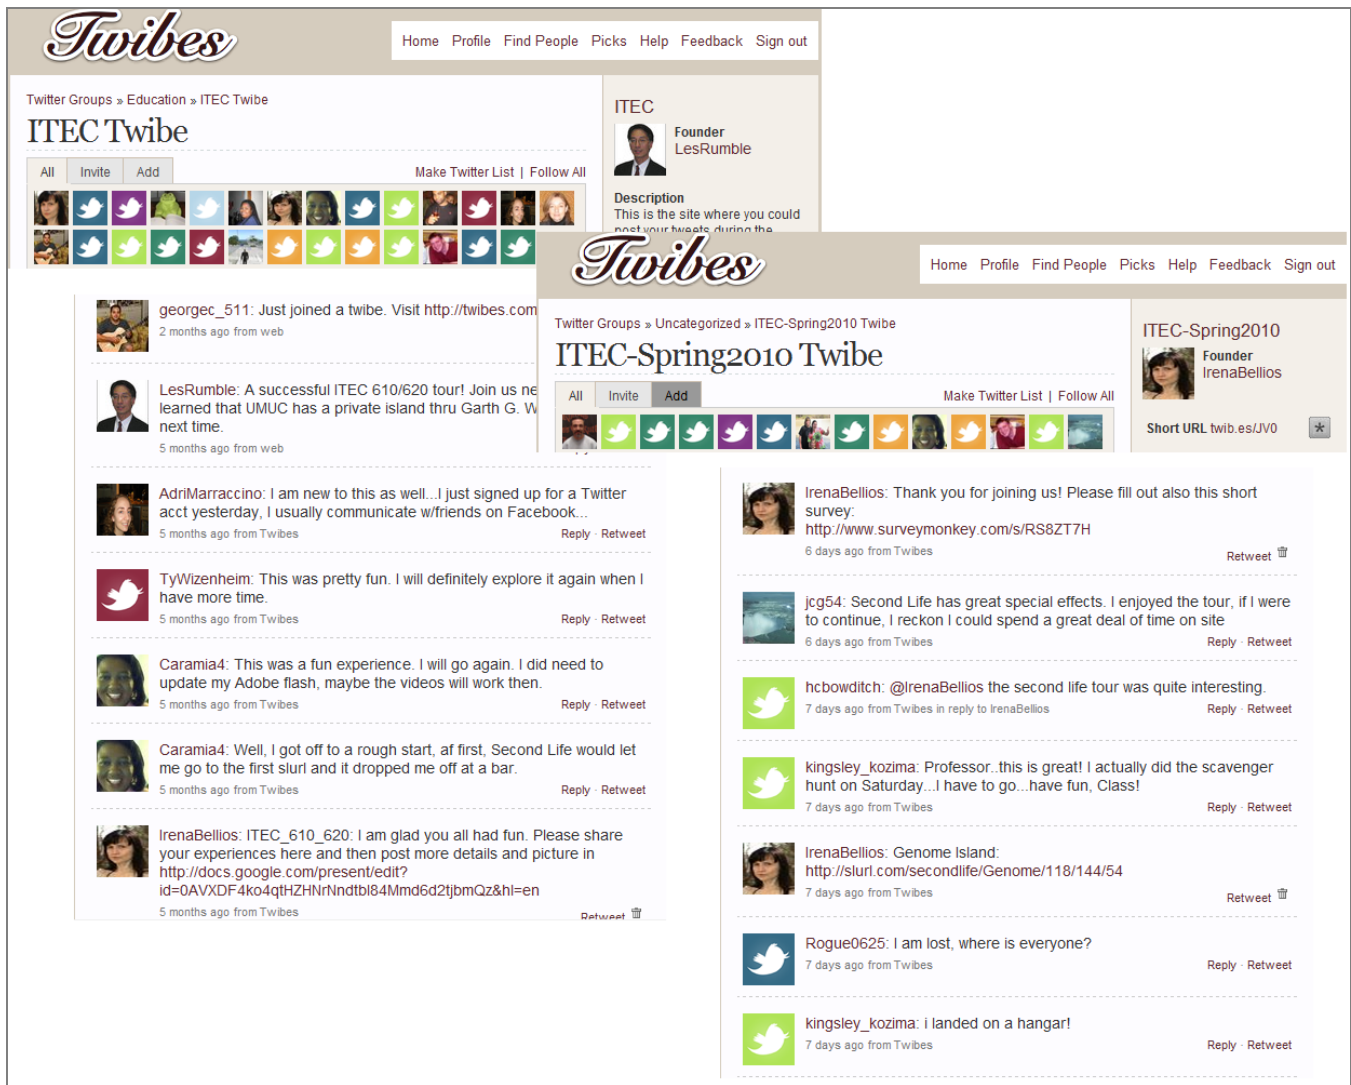 Twibes
Home Profile Find People Picks Help Feedback Sign out
Twitter Groups » Education » ITEC Twibe
ITEC Twibe
All Invite Add
Make Twitter List | Follow All
ITEC
Founder
LesRumble
Description
This is the site where you could
post your tweets during the
georgec_511: Just joined a twibe. Visit http://twibes.com
2 months ago from web
LesRumble: A successful ITEC 610/620 tour! Join us ne
learned that UMUC has a private island thru Garth G. W
next time.
5 months ago from web
AdriMarraccino: I am new to this as well...I just signed up for a Twitter
acct yesterday, I usually communicate w/friends on Facebook...
5 months ago from Twibes
Reply · Retweet
TyWizenheim: This was pretty fun. I will definitely explore it again when I
have more time.
5 months ago from Twibes
Reply · Retweet
Caramia4: This was a fun experience. I will go again. I did need to
update my Adobe flash, maybe the videos will work then.
5 months ago from Twibes
Reply · Retweet
Caramia4: Well, I got off to a rough start, af first, Second Life would let
me go to the first slurl and it dropped me off at a bar.
5 months ago from Twibes
Reply · Retweet
IrenaBellios: ITEC_610_620: I am glad you all had fun. Please share
your experiences here and then post more details and picture in
http://docs.google.com/present/edit?
id=0AVXDF4ko4qtHZHNrNndtbl84Mmd6d2tjbmQz&hl=en
5 months ago from Twibes
Retweet
Twibes
Home Profile Find People Picks Help Feedback Sign out
Twitter Groups » Uncategorized » ITEC-Spring2010 Twibe
ITEC-Spring2010 Twibe
All Invite Add
Make Twitter List | Follow All
ITEC-Spring2010
Founder
IrenaBellios
Short URL twib.es/JV0
IrenaBellios: Thank you for joining us! Please fill out also this short
survey:
http://www.surveymonkey.com/s/RS8ZT7H
6 days ago from Twibes
Retweet
jcg54: Second Life has great special effects. I enjoyed the tour, if I were
to continue, I reckon I could spend a great deal of time on site
6 days ago from Twibes
Reply · Retweet
hcbowditch: @IrenaBellios the second life tour was quite interesting.
7 days ago from Twibes in reply to IrenaBellios
Reply · Retweet
kingsley_kozima: Professor..this is great! I actually did the scavenger
hunt on Saturday...I have to go...have fun, Class!
7 days ago from Twibes
Reply · Retweet
IrenaBellios: Genome Island:
http://slurl.com/secondlife/Genome/118/144/54
7 days ago from Twibes
Retweet
Rogue0625: I am lost, where is everyone?
7 days ago from Twibes
Reply · Retweet
kingsley_kozima: i landed on a hangar!
7 days ago from Twibes
Reply · Retweet